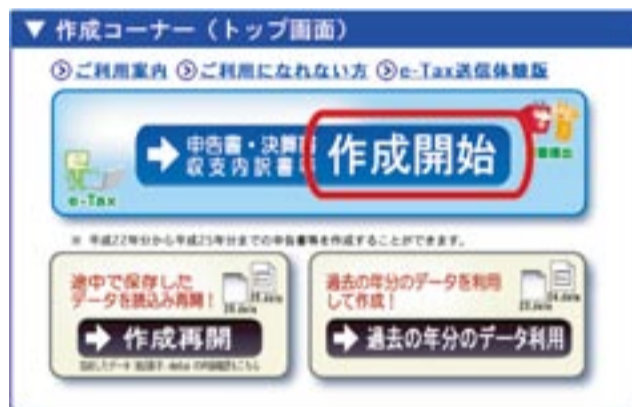 ▼ 作成コーナー(トップ画面)
ご利用案内 ご利用になれない方 e-Tax送信体験版
申告書・決算
収支内訳書
作成開始
e-Tax
※ 平成22年分から平成25年分までの申告書等を作成することができます。
途中で保存した
データを読込み再開!
作成再開
過去の年分のデータを利用
して作成!
過去の年分のデータ利用